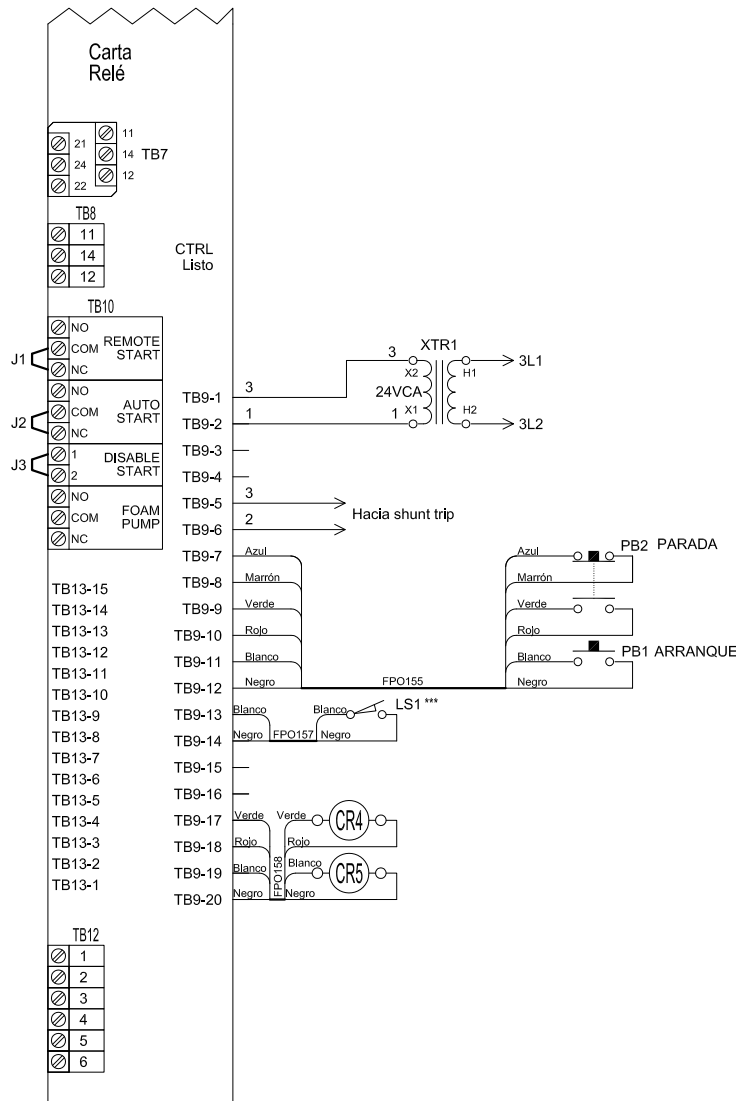 Carta
Relé
21
24
22
11
14
12
TB7
TB8
11
14
12
CTRL
Listo
TB10
NO
COM
NC
REMOTE
START
J1
NO
COM
NC
AUTO
START
J2
1
2
DISABLE
START
J3
NO
COM
NC
FOAM
PUMP
TB13-15
TB13-14
TB13-13
TB13-12
TB13-11
TB13-10
TB13-9
TB13-8
TB13-7
TB13-6
TB13-5
TB13-4
TB13-3
TB13-2
TB13-1
TB12
1
2
3
4
5
6
TB9-1 3
TB9-2 1
TB9-3
TB9-4
TB9-5 3
TB9-6 2
TB9-7 Azul
TB9-8 Marrón
TB9-9 Verde
TB9-10 Rojo
TB9-11 Blanco
TB9-12 Negro
TB9-13 Blanco
TB9-14 Negro
TB9-15
TB9-16
TB9-17 Verde
TB9-18 Rojo
TB9-19 Blanco
TB9-20 Negro
XTR1
3 X2 H1 3L1
24VCA
1 X1 H2 3L2
Hacia shunt trip
FPO155
Azul PB2 PARADA
Marrón
Verde
Rojo
Blanco PB1 ARRANQUE
Negro
FPO157
Blanco LS1 ***
Negro
FPO158
Verde CR4
Rojo
Blanco CR5
Negro